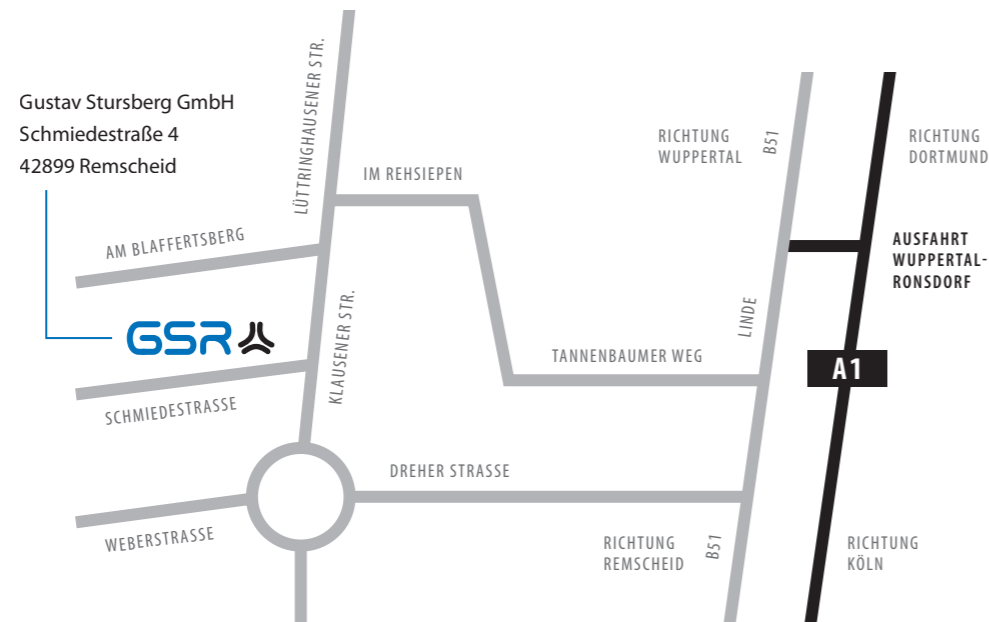 Gustav Stursberg GmbH
Schmiedestraße 4
42899 Remscheid
LÜTTRINGHAUSENER STR.
IM REHSIEPEN
AM BLAFFERTSBERG
GSR
KLAUSENER STR.
SCHMIEDESTRASSE
WEBERSTRASSE
DREHER STRASSE
TANNENBAUMER WEG
LINDE
RICHTUNG
WUPPERTAL
B51
RICHTUNG
DORTMUND
AUSFAHRT
WUPPERTAL-
RONSDORF
A1
RICHTUNG
REMSCHEID
B51
RICHTUNG
KÖLN